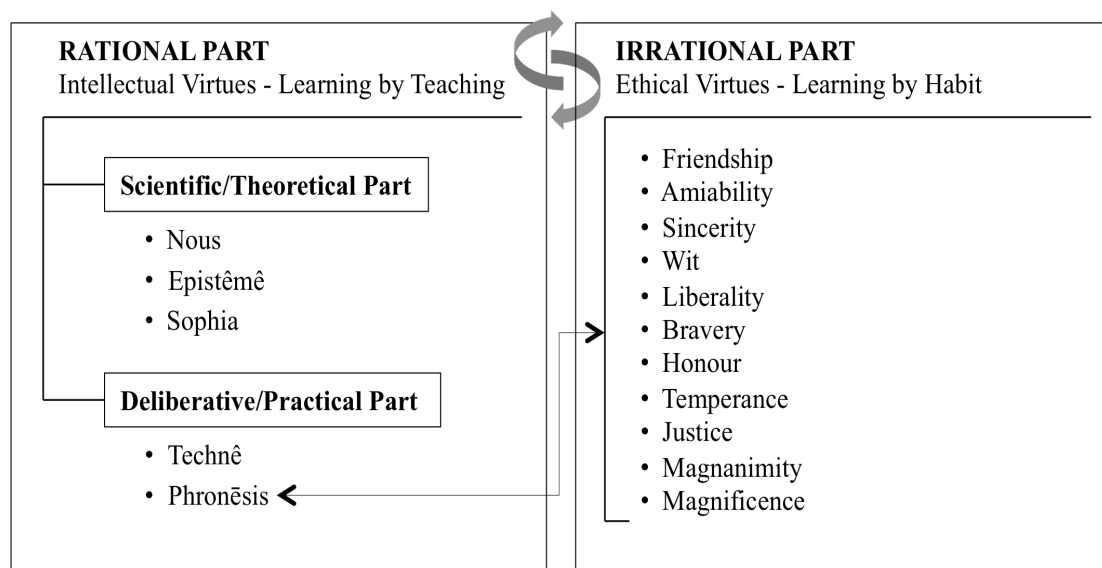 RATIONAL PART
Intellectual Virtues - Learning by Teaching
Scientific/Theoretical Part
• Nous
• Epistêmê
• Sophia
Deliberative/Practical Part
• Technê
• Phronēsis
IRRATIONAL PART
Ethical Virtues - Learning by Habit
• Friendship
• Amiability
• Sincerity
• Wit
• Liberality
• Bravery
• Honour
• Temperance
• Justice
• Magnanimity
• Magnificence